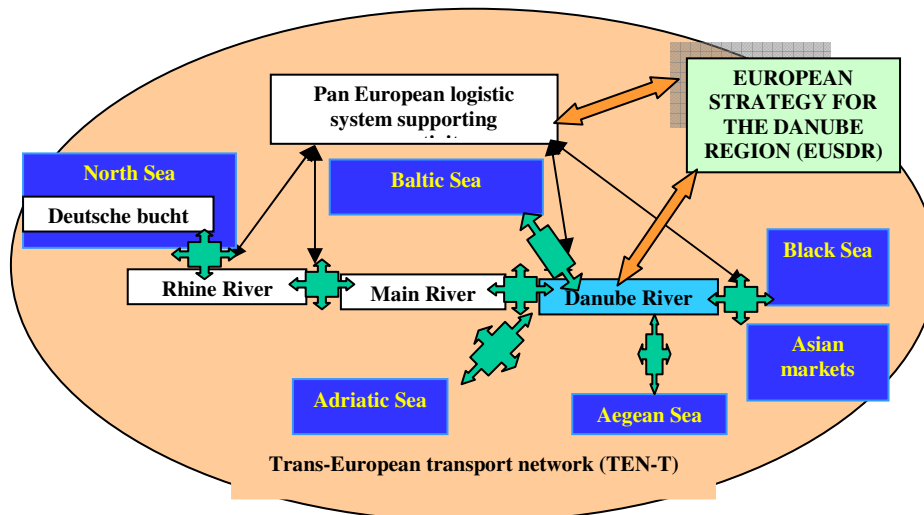 Pan European logistic
system supporting
EUROPEAN
STRATEGY FOR
THE DANUBE
REGION (EUSDR)
North Sea
Deutsche bucht
Baltic Sea
Black Sea
Rhine River
Main River
Danube River
Asian
markets
Adriatic Sea
Aegean Sea
Trans-European transport network (TEN-T)